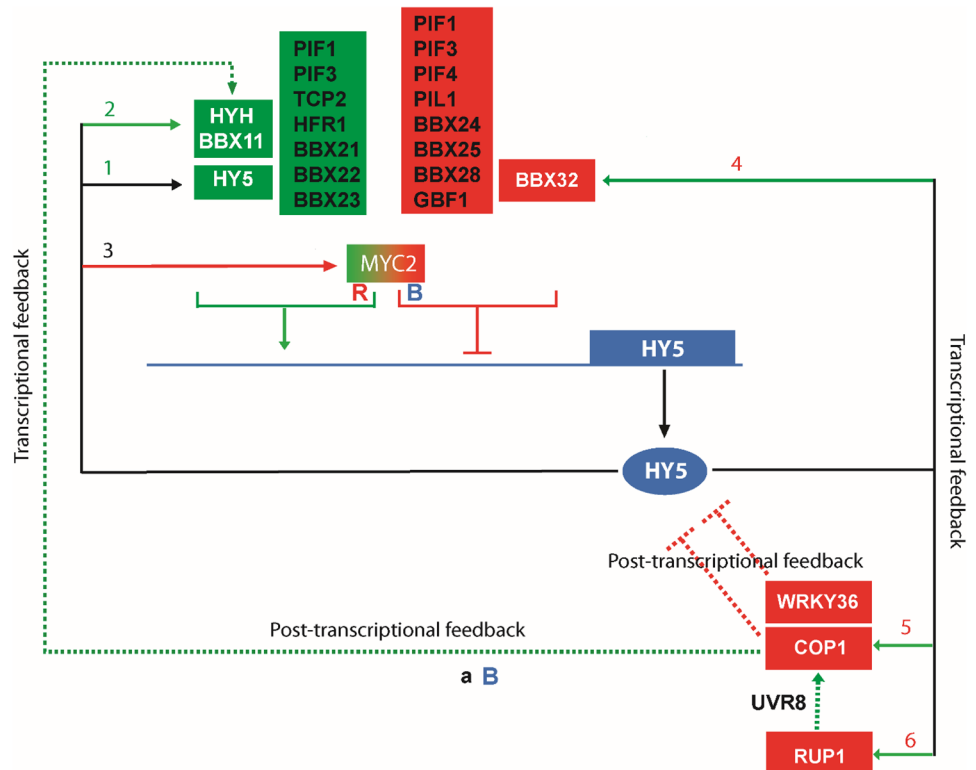 PIF1
PIF3
TCP2
HFR1
BBX21
BBX22
BBX23
PIF1
PIF3
PIF4
PIL1
BBX24
BBX25
BBX28
GBF1
2
HYH
BBX11
1
HY5
BBX32
4
3
MYC2
R
B
HY5
HY5
Transcriptional feedback
Transcriptional feedback
Post-transcriptional feedback
WRKY36
Post-transcriptional feedback
COP1
5
a B
UVR8
RUP1
6